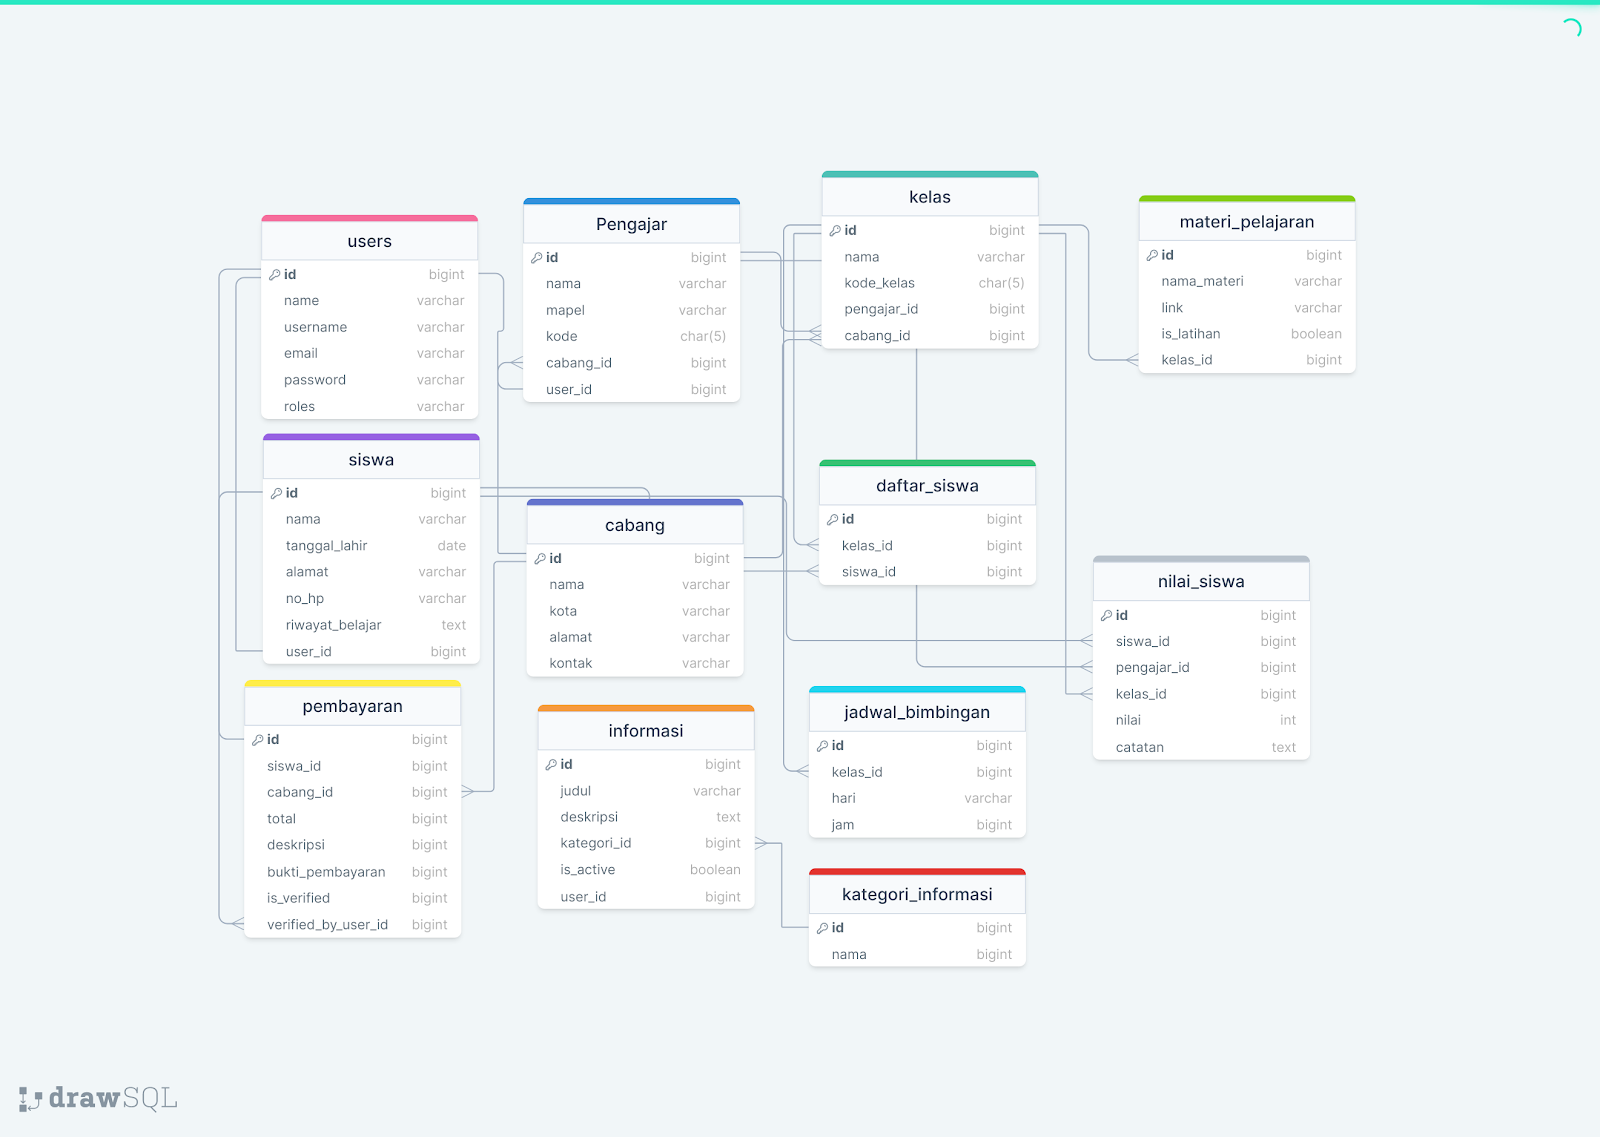 users
id bigint
name varchar
username varchar
email varchar
password varchar
roles varchar
siswa
id bigint
nama varchar
tanggal_lahir date
alamat varchar
no_hp varchar
riwayat_belajar text
user_id bigint
pembayaran
id bigint
siswa_id bigint
cabang_id bigint
total bigint
deskripsi bigint
bukti_pembayaran bigint
is_verified bigint
verified_by_user_id bigint
Pengajar
id bigint
nama varchar
mapel varchar
kode char(5)
cabang_id bigint
user_id bigint
cabang
id bigint
nama varchar
kota varchar
alamat varchar
kontak varchar
informasi
id bigint
judul varchar
deskripsi text
kategori_id bigint
is_active boolean
user_id bigint
kelas
id bigint
nama varchar
kode_kelas char(5)
pengajar_id bigint
cabang_id bigint
daftar_siswa
id bigint
kelas_id bigint
siswa_id bigint
jadwal_bimbingan
id bigint
kelas_id bigint
hari varchar
jam bigint
kategori_informasi
id bigint
nama bigint
materi_pelajaran
id bigint
nama_materi varchar
link varchar
is_latihan boolean
kelas_id bigint
nilai_siswa
id bigint
siswa_id bigint
pengajar_id bigint
kelas_id bigint
nilai int
catatan text
drawSQL